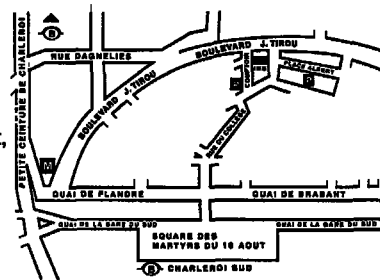 B
RUE DAGNELIES
BOULEVARD J. TIROU
BOULEVARD J. TIROU
COMPTOIR
PLACE ALBERT
PETITE CEINTURE DE CHARLEROI
RUE DU COLLEGE
M
QUAI DE FLANDRE
QUAI DE BRABANT
QUAI DE LA GARE DU SUD
QUAI DE LA GARE DU SUD
SQUARE DES
MARTYRS DU 18 AOUT
B CHARLEROI SUD